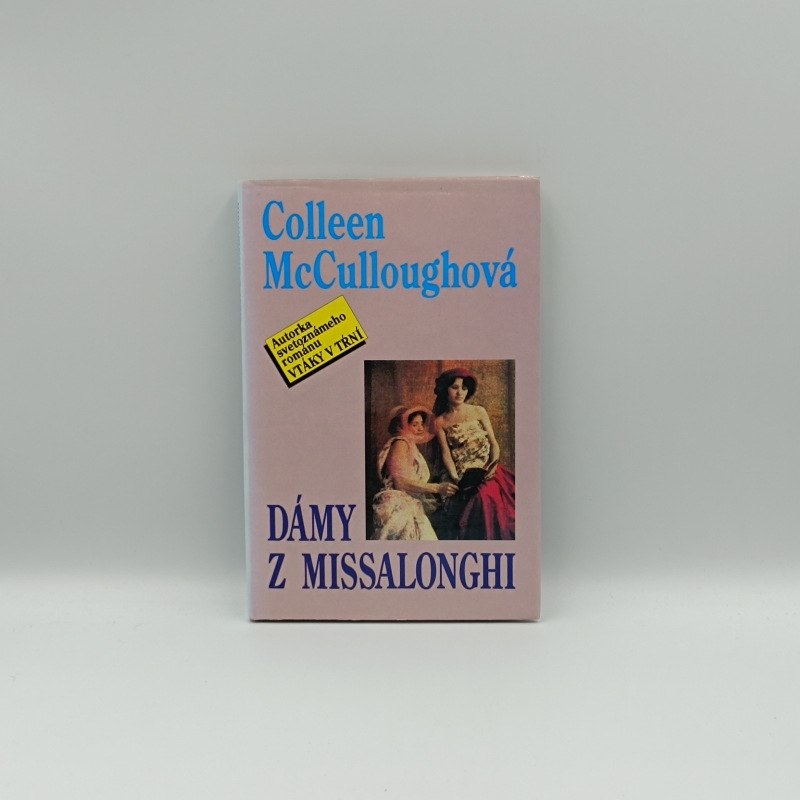 Colleen
McCulloughová
Autorka
svetoznámeho
románu
VTÁKY V TŔNÍ
DÁMY
Z MISSALONGHI